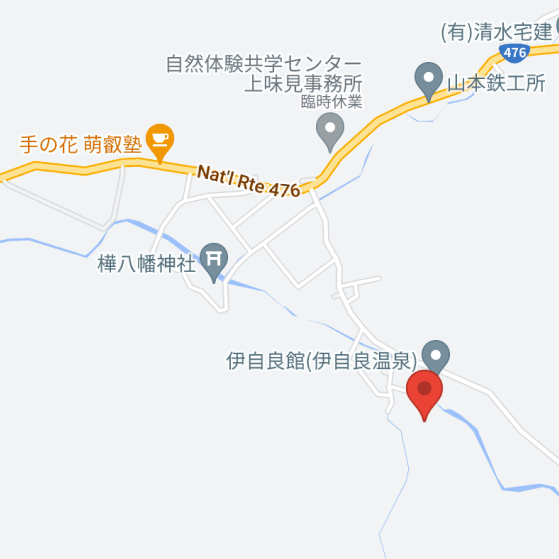 (有)清水宅建
476
自然体験共学センター
上味見事務所
臨時休業
山本鉄工所
手の花 萌叡塾
Nat'l Rte 476
樺八幡神社
伊自良館(伊自良温泉)